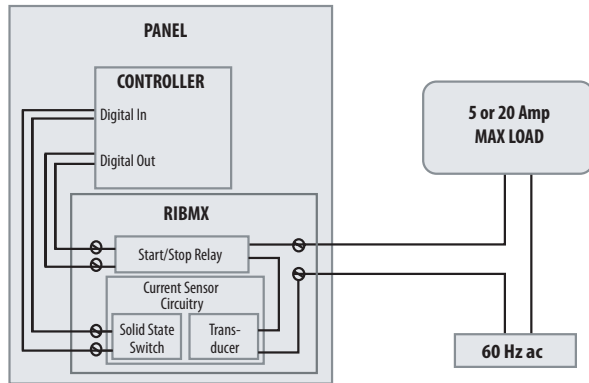 PANEL
CONTROLLER
Digital In
Digital Out
RIBMX
Start/Stop Relay
Current Sensor
Circuitry
Solid State
Switch
Trans-
ducer
5 or 20 Amp
MAX LOAD
60 Hz ac